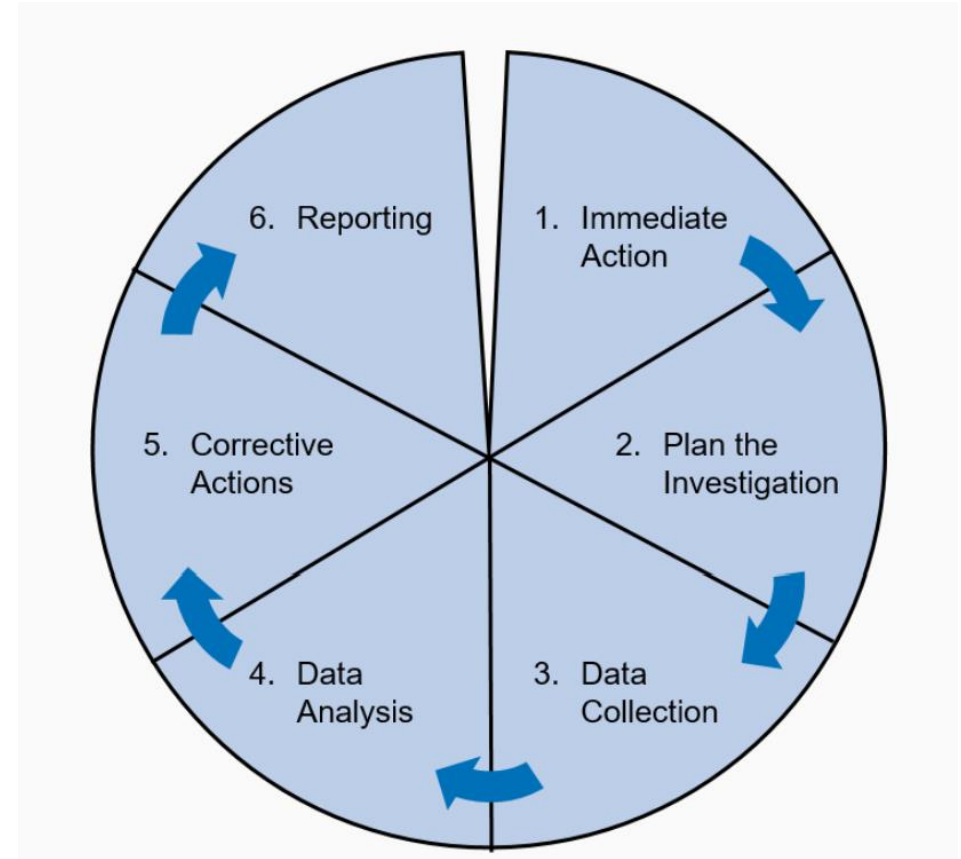 1. Immediate
Action
2. Plan the
Investigation
3. Data
Collection
4. Data
Analysis
5. Corrective
Actions
6. Reporting